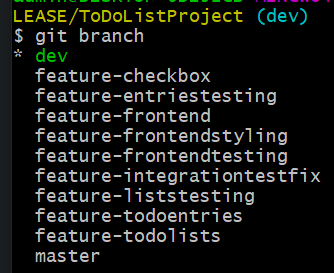 LEASE/ToDoListProject (dev)
$ git branch
* dev
feature-checkbox
feature-entriestesting
feature-frontend
feature-frontendstyling
feature-frontendtesting
feature-integrationtestfix
feature-liststesting
feature-todoentries
feature-todolists
master